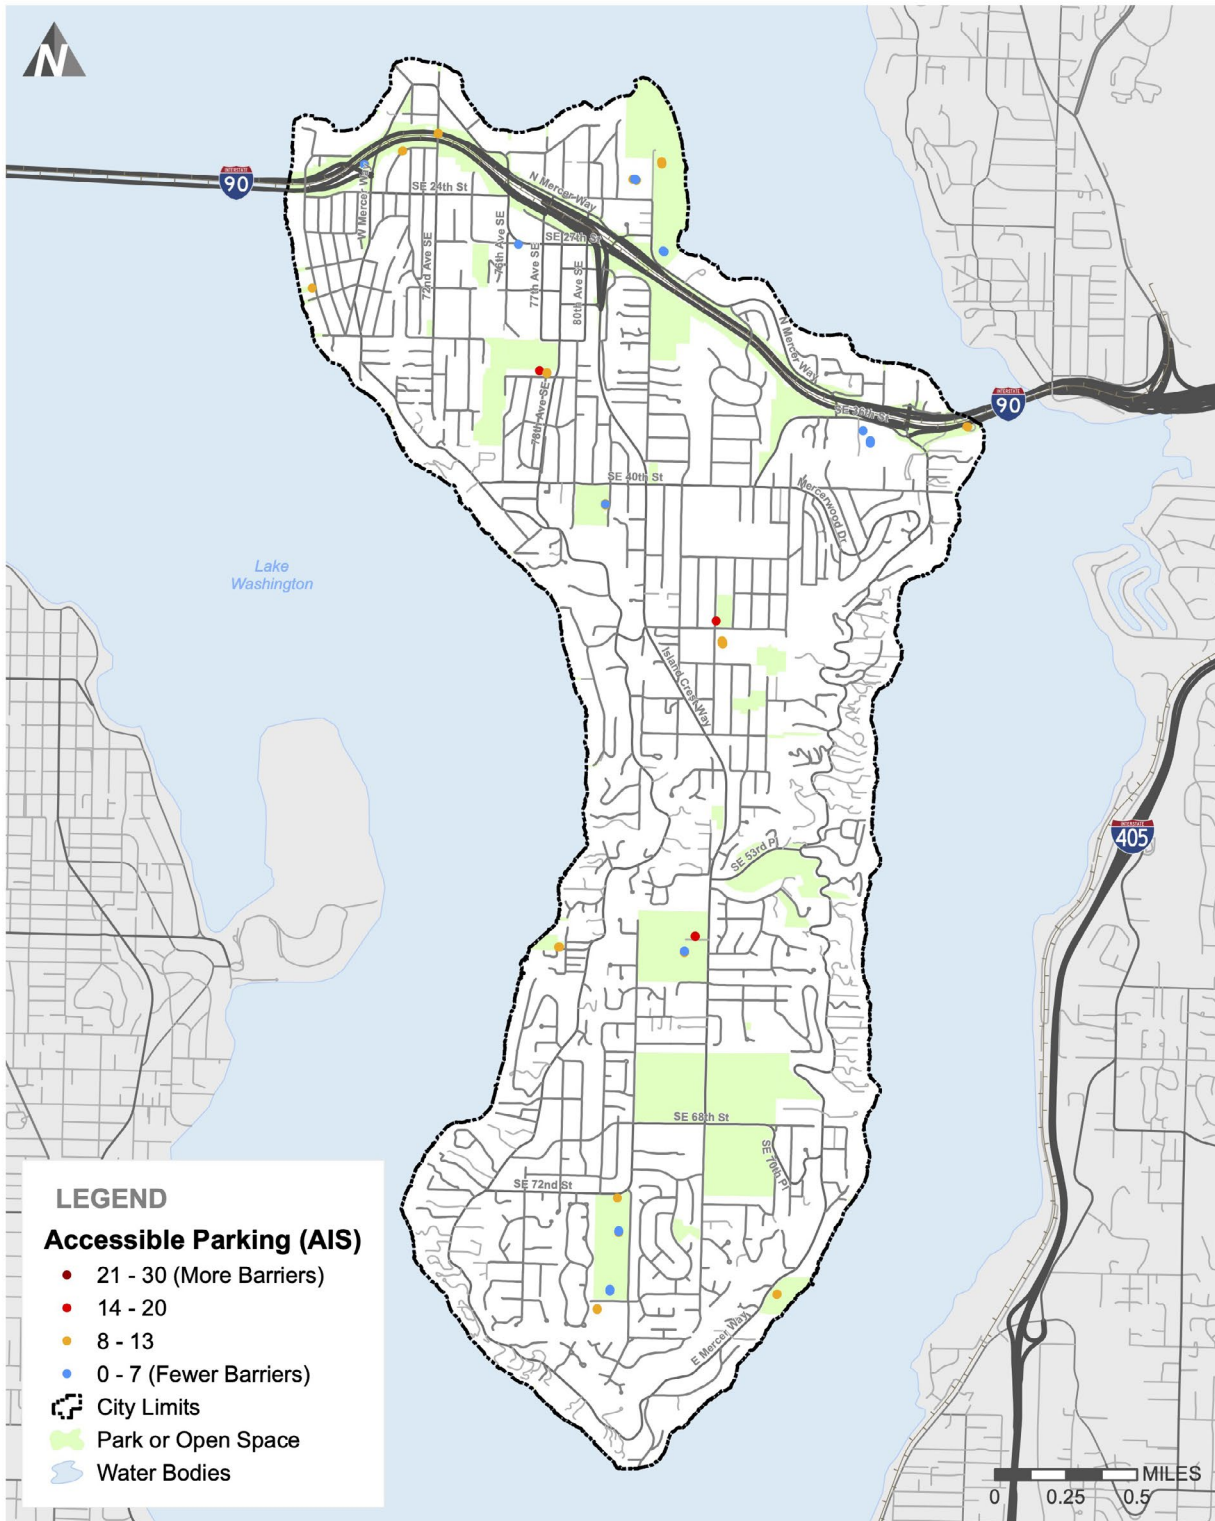 N
INTERSTATE
90
SE 24th St
W Mercer Way
N Mercer Way
SE 27th St
72nd Ave SE
76th Ave SE
77th Ave SE
80th Ave SE
N Mercer Way
INTERSTATE
90
SE 36th St
78th Ave SE
SE 40th St
Mercerwood Dr
Lake
Washington
Island Crest Way
INTERSTATE
405
SE 53rd Pl
SE 68th St
SE 70th Pl
SE 72nd St
E Mercer Way
LEGEND
Accessible Parking (AIS)
21 - 30 (More Barriers)
14 - 20
8 - 13
0 - 7 (Fewer Barriers)
City Limits
Park or Open Space
Water Bodies
MILES
0 0.25 0.5